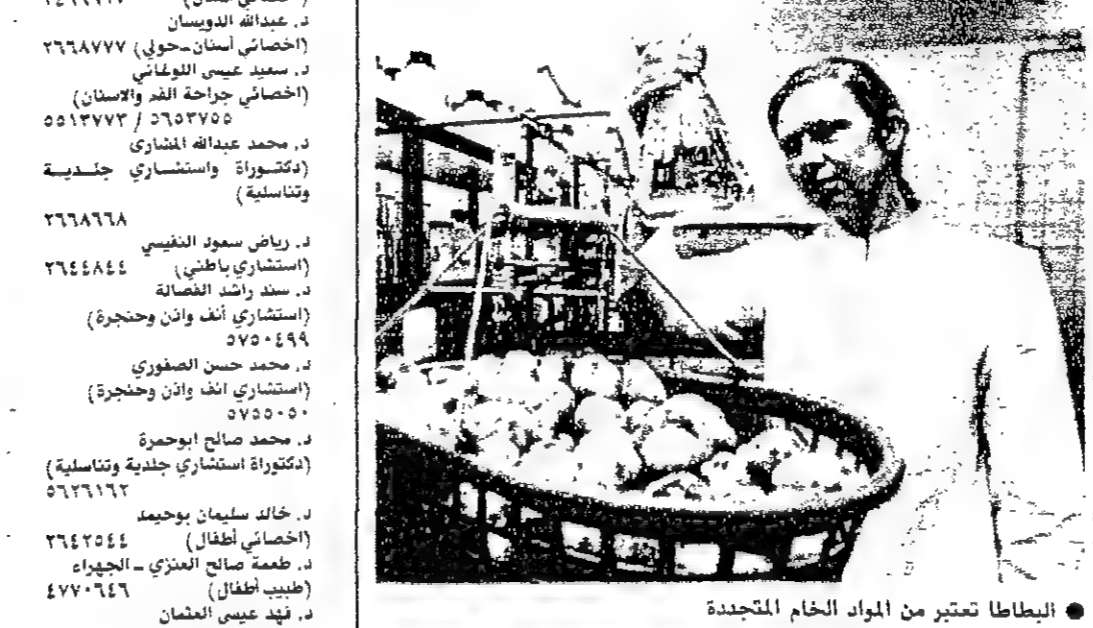 د. عبدالله الدويسان
(اخصائي أسنان-حولي) ٢٦٦٨٧٧٧
د. سعيد عيسى اللوغاني
(اخصائي جراحة الفم والاسنان)
٥٦٥٣٧٥٥ / ٥٥١٣٧٧٣
د. محمد عبدالله المشاري
(دكتوراة واستشاري جلدية
وتناسلية)
٢٦٦٨٦٦٨
د. رياض سعود النفيسي
(استشاري باطني) ٢٦٤٤٨٤٤
د. سند راشد الفضالة
(استشاري أنف واذن وحنجرة)
٥٧٥٠٤٩٩
د. محمد حسن الصفوري
(استشاري انف واذن وحنجرة)
٥٧٥٥٠٥٠
د. محمد صالح ابوحمرة
(دكتوراة استشاري جلدية وتناسلية)
٥٦٢٦١٦٢
د. خالد سليمان بوحيمد
(اخصائي أطفال) ٢٦٤٢٥٤٤
د. طعمة صالح العنزي - الجهراء
(طبيب أطفال) ٤٧٧٠٦٤٦
د. فهد عيسى العثمان
● البطاطا تعتبر من المواد الخام المتجددة